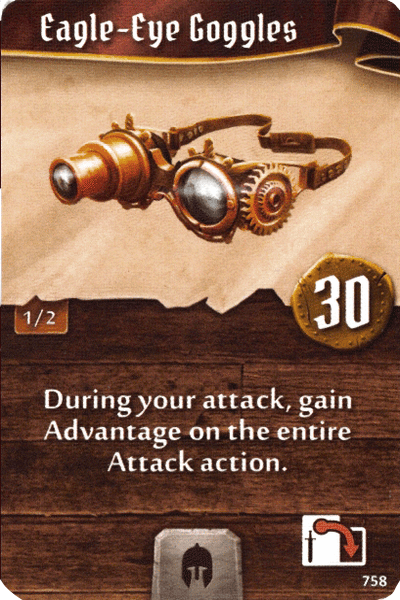 Eagle-Eye Goggles
1/2
30
During your attack, gain
Advantage on the entire
Attack action.
758